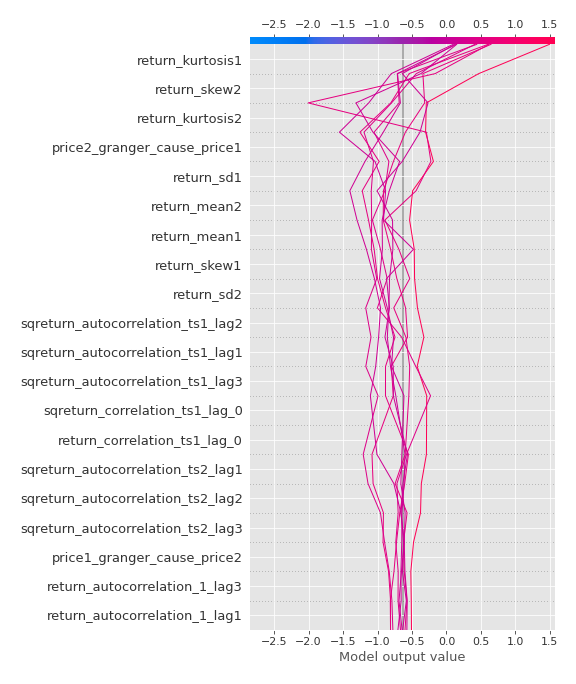 −2.5 −2.0 −1.5 −1.0 −0.5 0.0 0.5 1.0 1.5
return_kurtosis1
return_skew2
return_kurtosis2
price2_granger_cause_price1
return_sd1
return_mean2
return_mean1
return_skew1
return_sd2
sqreturn_autocorrelation_ts1_lag2
sqreturn_autocorrelation_ts1_lag1
sqreturn_autocorrelation_ts1_lag3
sqreturn_correlation_ts1_lag_0
return_correlation_ts1_lag_0
sqreturn_autocorrelation_ts2_lag1
sqreturn_autocorrelation_ts2_lag2
sqreturn_autocorrelation_ts2_lag3
price1_granger_cause_price2
return_autocorrelation_1_lag3
return_autocorrelation_1_lag1
−2.5 −2.0 −1.5 −1.0 −0.5 0.0 0.5 1.0 1.5
Model output value